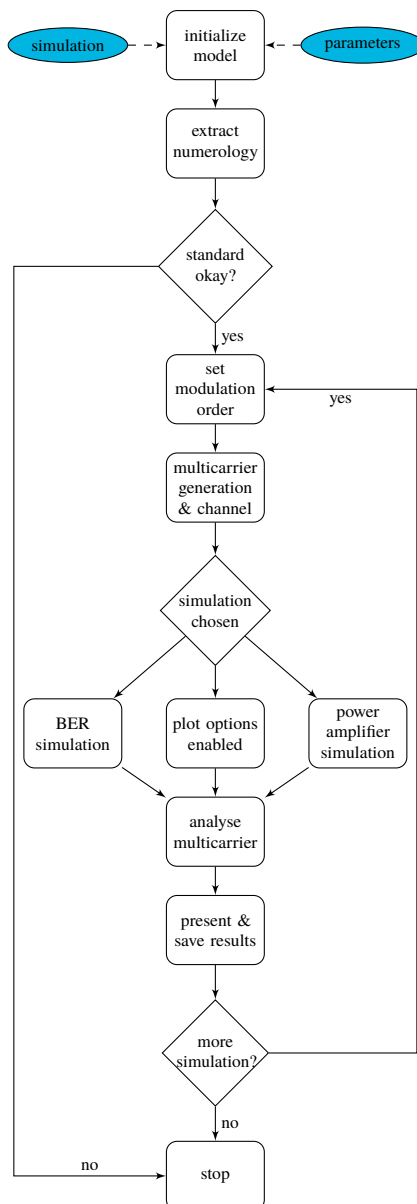 simulation
initialize
model
parameters
extract
numerology
standard
okay?
yes
set
modulation
order
yes
multicarrier
generation
& channel
simulation
chosen
BER
simulation
plot options
enabled
power
amplifier
simulation
analyse
multicarrier
present &
save results
more
simulation?
no
no
stop